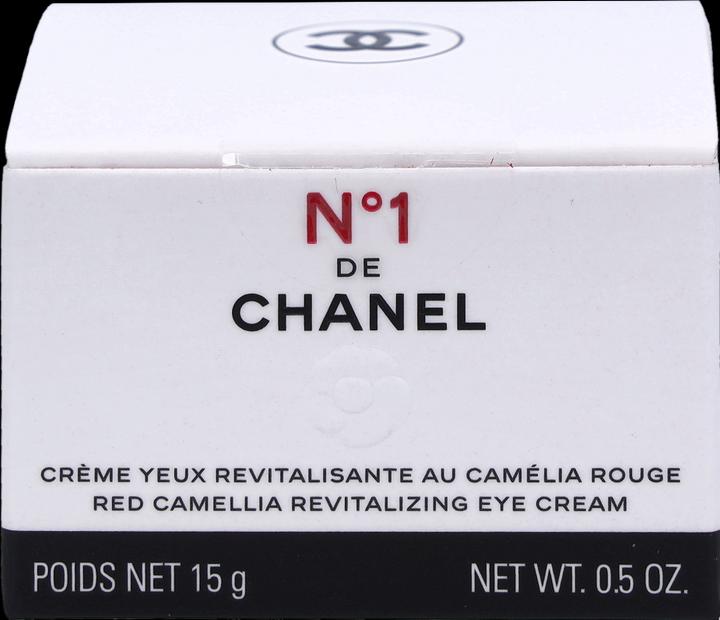 N°1
DE
CHANEL
CRÈME YEUX REVITALISANTE AU CAMÉLIA ROUGE
RED CAMELLIA REVITALIZING EYE CREAM
POIDS NET 15 g
NET WT. 0.5 OZ.